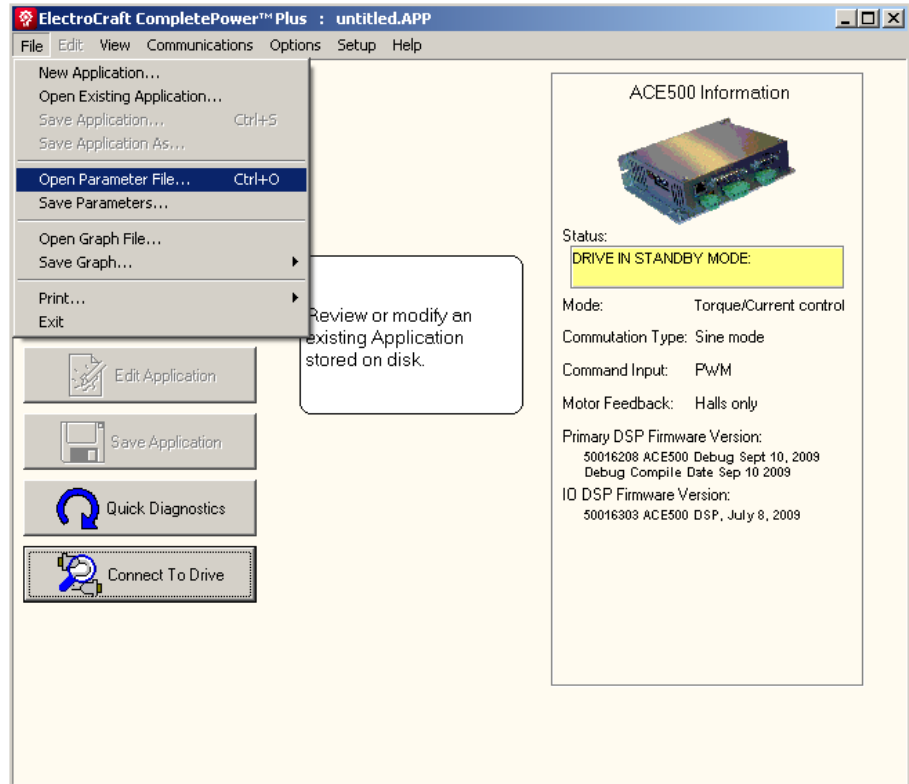 ElectroCraft CompletePower™ Plus : untitled.APP
File Edit View Communications Options Setup Help
New Application...
Open Existing Application...
Save Application... Ctrl+S
Save Application As...
Open Parameter File... Ctrl+O
Save Parameters...
Open Graph File...
Save Graph...
Print...
Exit
Review or modify an
existing Application
stored on disk.
Edit Application
Save Application
Quick Diagnostics
Connect To Drive
ACE500 Information
Status:
DRIVE IN STANDBY MODE:
Mode: Torque/Current control
Commutation Type: Sine mode
Command Input: PWM
Motor Feedback: Halls only
Primary DSP Firmware Version:
50016208 ACE500 Debug Sept 10, 2009
Debug Compile Date Sep 10 2009
IO DSP Firmware Version:
50016303 ACE500 DSP, July 8, 2009